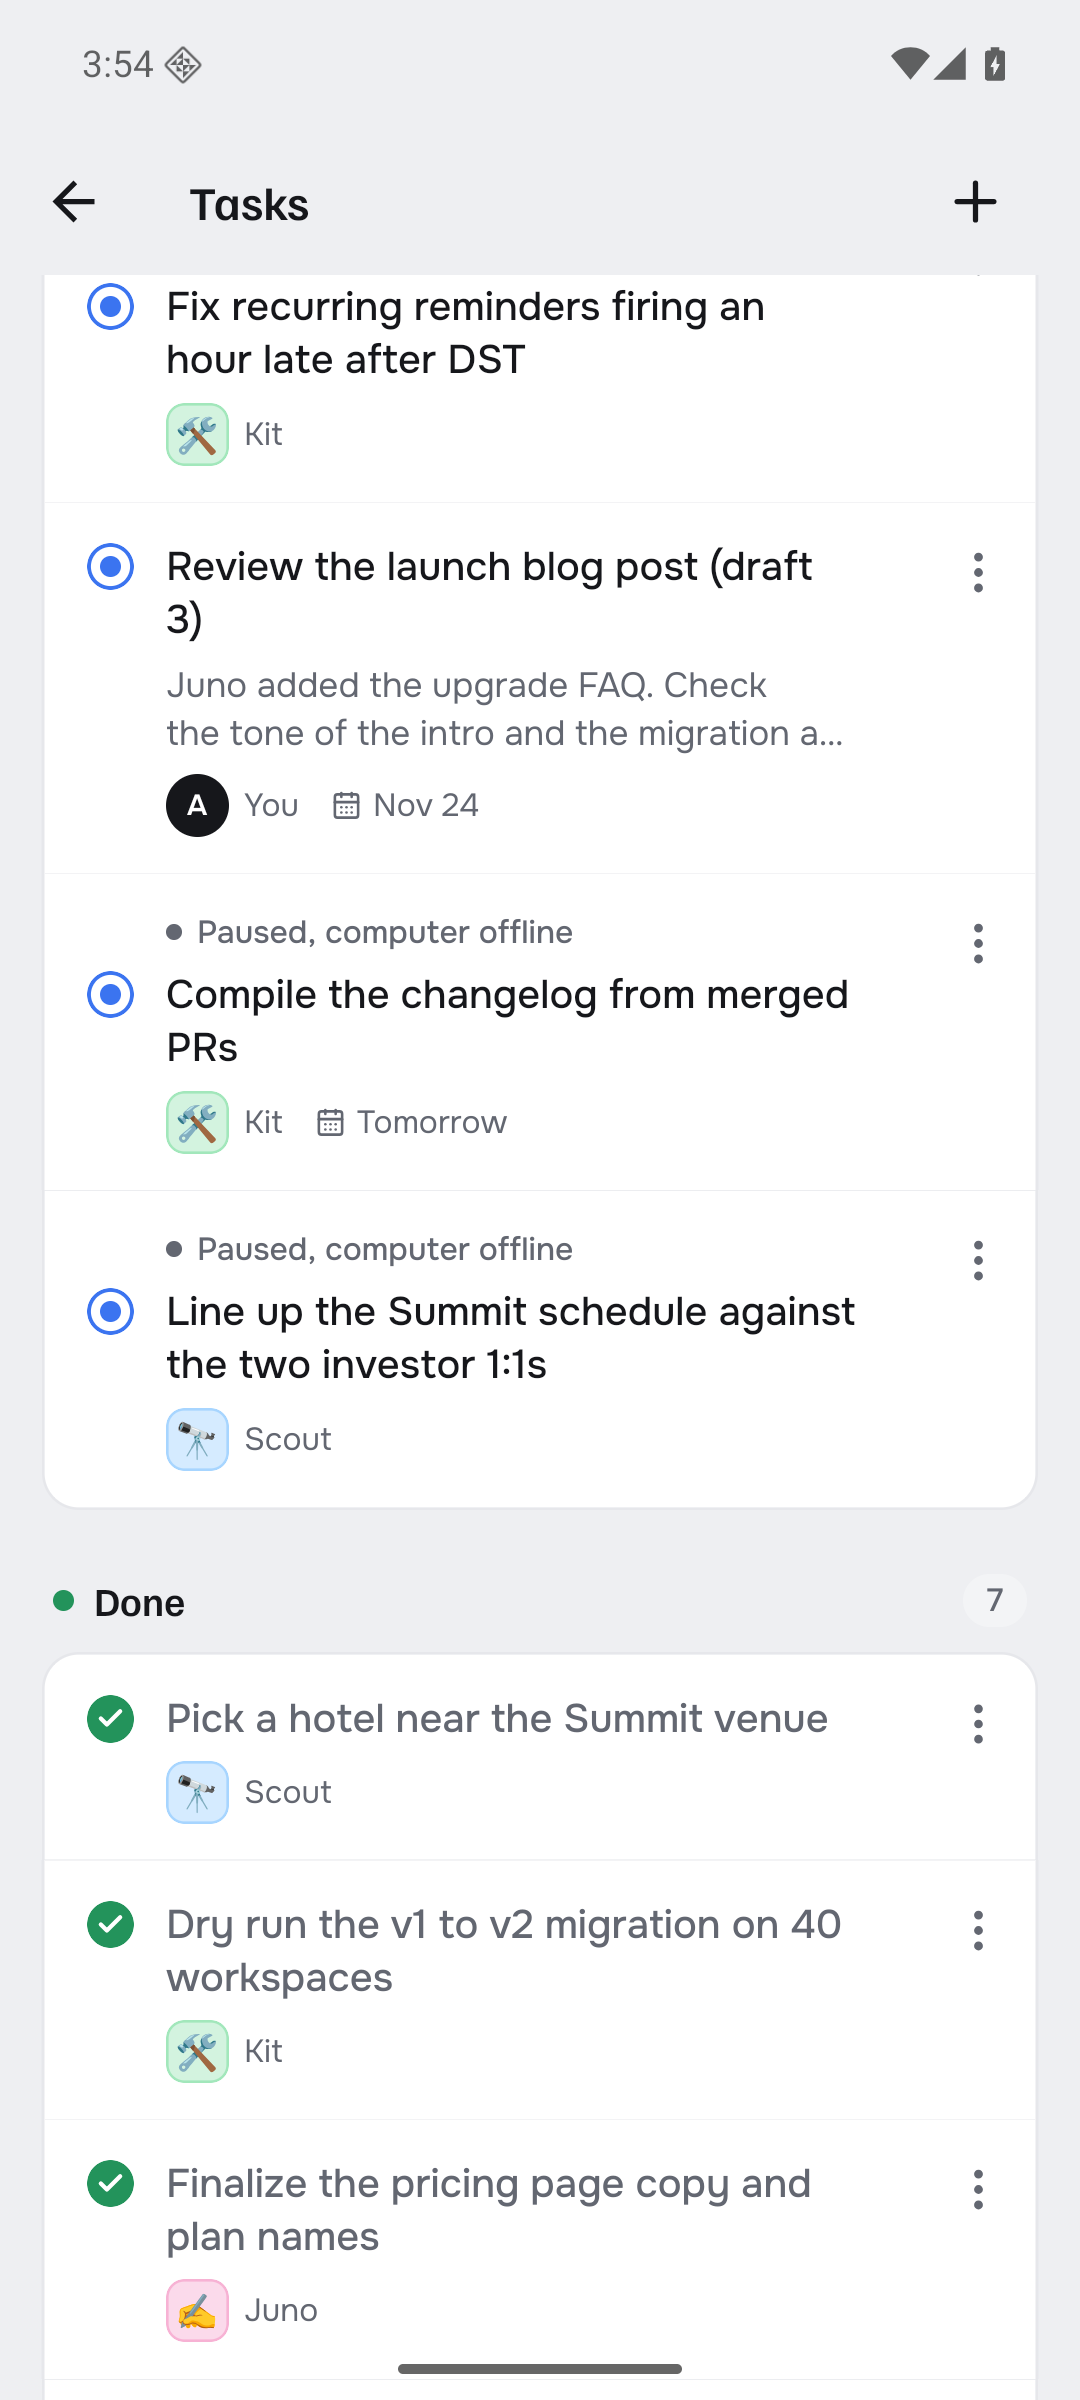 3:54
Tasks
Fix recurring reminders firing an
hour late after DST
Kit
Review the launch blog post (draft
3)
Juno added the upgrade FAQ. Check
the tone of the intro and the migration a...
A You Nov 24
Paused, computer offline
Compile the changelog from merged
PRs
Kit Tomorrow
Paused, computer offline
Line up the Summit schedule against
the two investor 1:1s
Scout
Done 7
Pick a hotel near the Summit venue
Scout
Dry run the v1 to v2 migration on 40
workspaces
Kit
Finalize the pricing page copy and
plan names
Juno